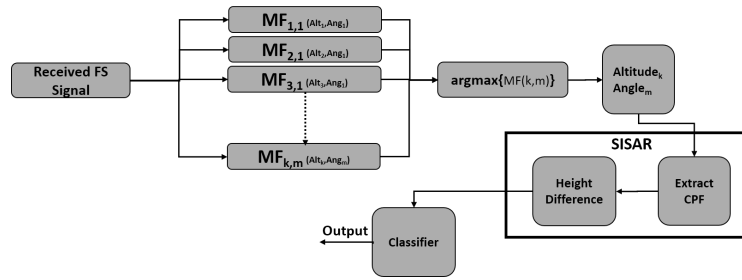 MF1,1 (Alt1,Ang1)
MF2,1 (Alt2,Ang1)
MF3,1 (Alt3,Ang1)
MFk,m (Altk,Angm)
Received FS
Signal
argmax{MF(k,m)}
Altitudek
Anglem
SISAR
Height
Difference
Extract
CPF
Classifier
Output